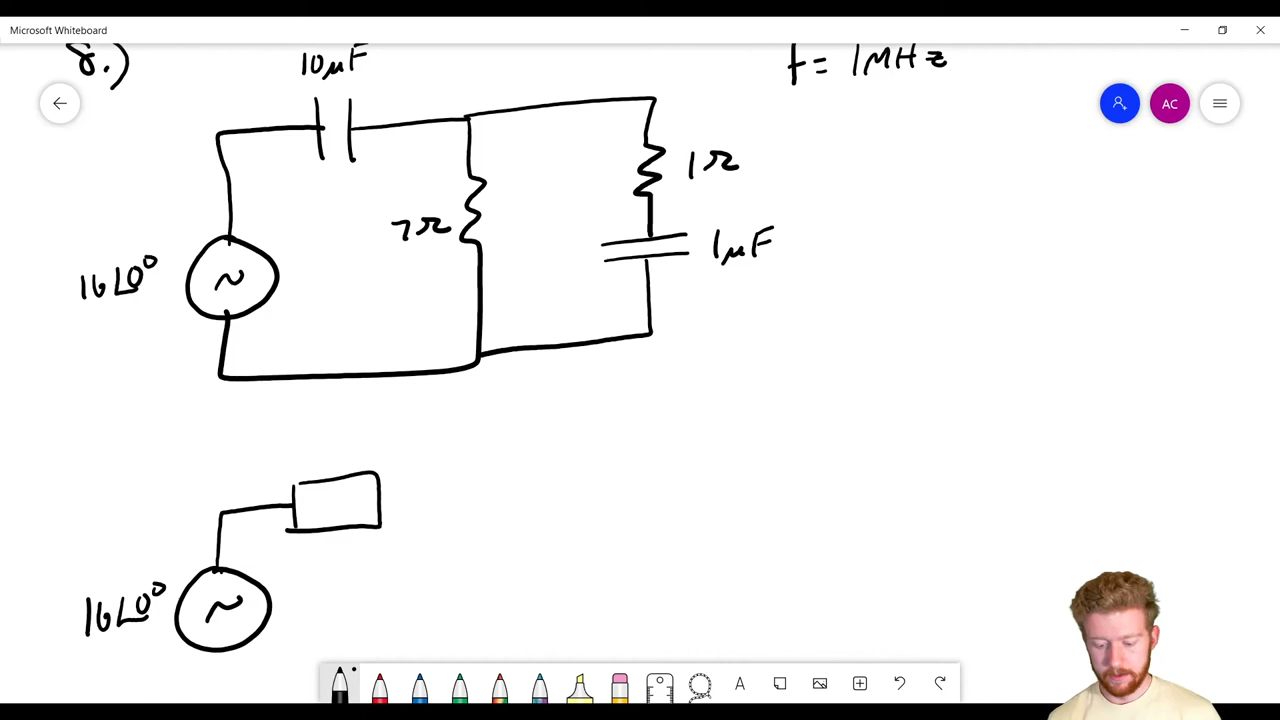 Microsoft Whiteboard
8.)
10μF
f = 1MHz
AC
1Ω
7Ω
1μF
16∠0°
16∠0°
A